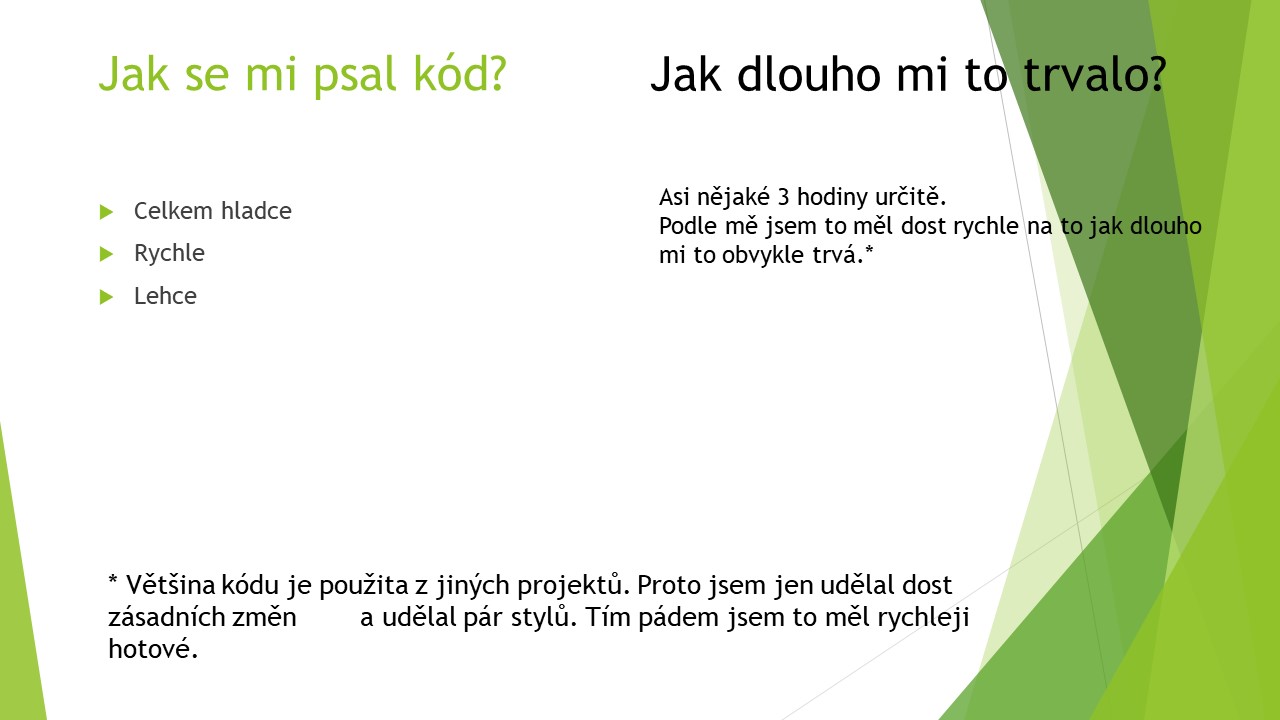 Jak se mi psal kód?
Celkem hladce
Rychle
Lehce
Jak dlouho mi to trvalo?
Asi nějaké 3 hodiny určitě.
Podle mě jsem to měl dost rychle na to jak dlouho
mi to obvykle trvá.*
* Většina kódu je použita z jiných projektů. Proto jsem jen udělal dost
zásadních změn a udělal pár stylů. Tím pádem jsem to měl rychleji
hotové.